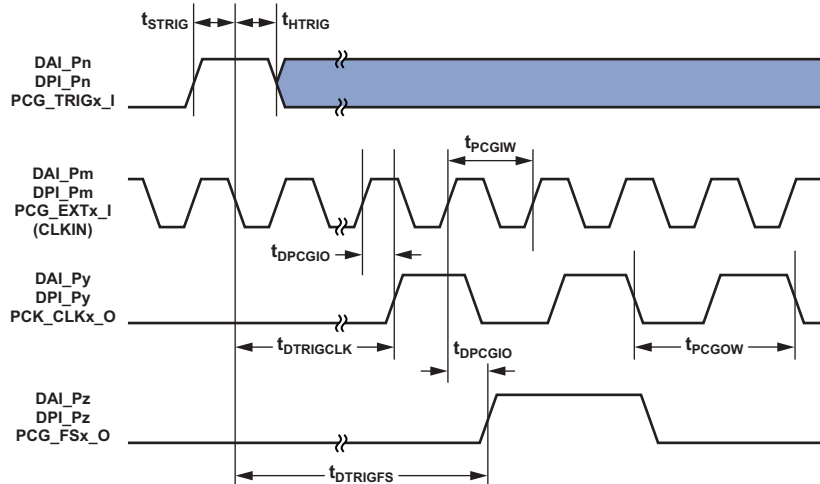 tSTRIG
tHTRIG
DAI_Pn
DPI_Pn
PCG_TRIGx_I
DAI_Pm
DPI_Pm
PCG_EXTx_I
(CLKIN)
tPCGIW
tDPCGIO
DAI_Py
DPI_Py
PCK_CLKx_O
tDTRIGCLK
tDPCGIO
tPCGOW
DAI_Pz
DPI_Pz
PCG_FSx_O
tDTRIGFS